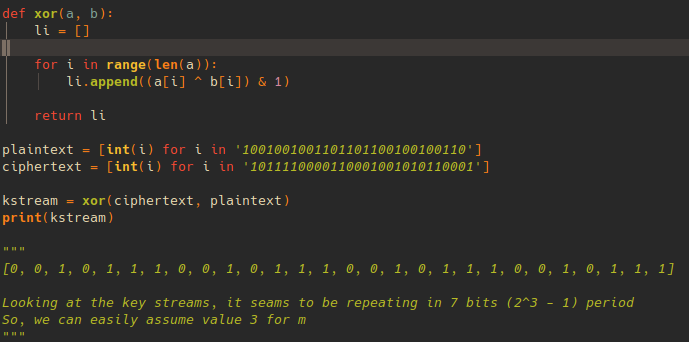 def xor(a, b):
    li = []
    for i in range(len(a)):
        li.append((a[i] ^ b[i]) & 1)
    return li
plaintext = [int(i) for i in '1001001001101101100100100110']
ciphertext = [int(i) for i in '1011110000110001001010110001']
kstream = xor(ciphertext, plaintext)
print(kstream)
"""
[0, 0, 1, 0, 1, 1, 1, 0, 0, 1, 0, 1, 1, 1, 0, 0, 1, 0, 1, 1, 1, 0, 0, 1, 0, 1, 1, 1]
Looking at the key streams, it seams to be repeating in 7 bits (2^3 - 1) period
So, we can easily assume value 3 for m
"""